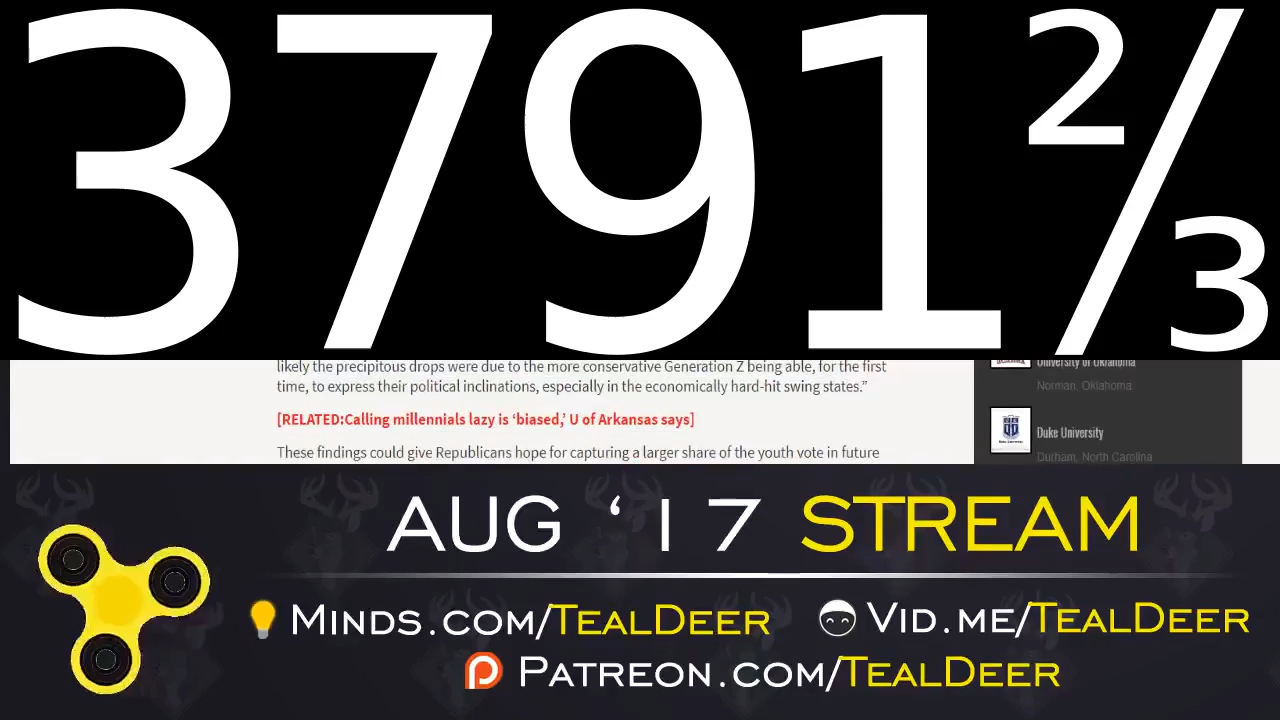 3791⅔
likely the precipitous drops were due to the more conservative Generation Z being able, for the first
time, to express their political inclinations, especially in the economically hard-hit swing states.”
[RELATED:Calling millennials lazy is ‘biased,’ U of Arkansas says]
These findings could give Republicans hope for capturing a larger share of the youth vote in future
University of Oklahoma
Norman, Oklahoma
Duke University
Durham, North Carolina
AUG ‘17 STREAM
MINDS.COM/TEALDEER
VID.ME/TEALDEER
PATREON.COM/TEALDEER